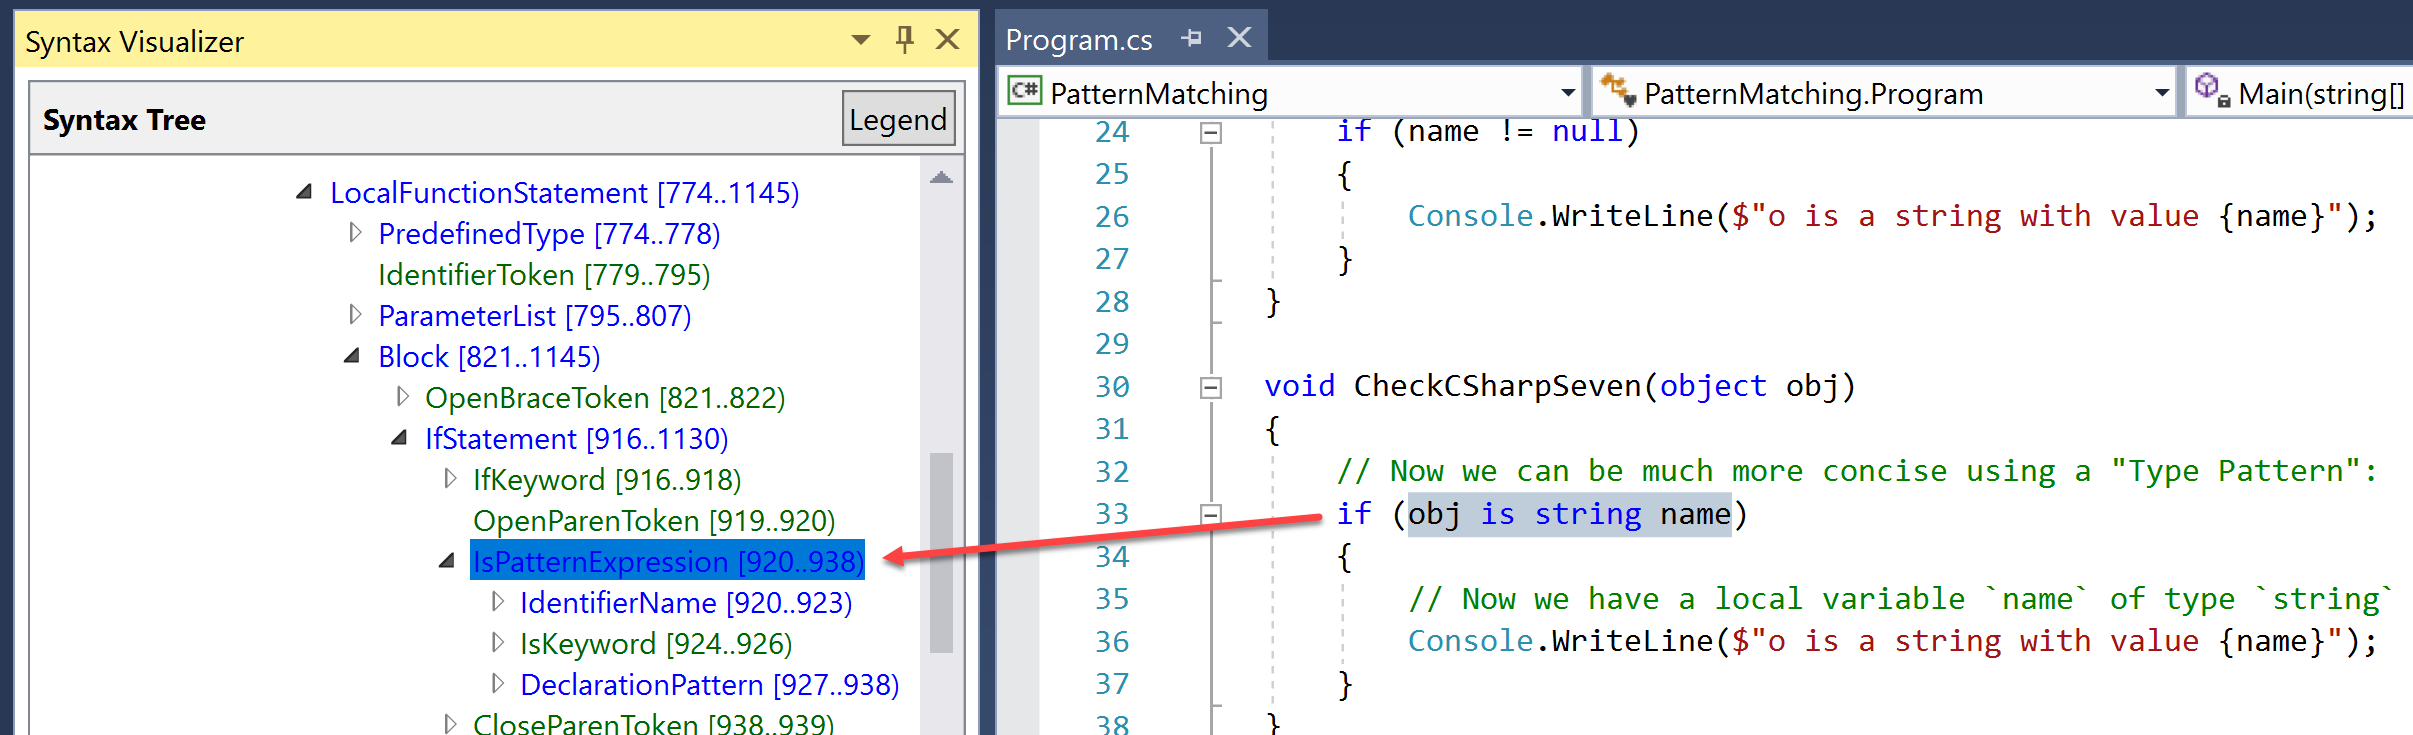 Syntax Visualizer
Syntax Tree
Legend
LocalFunctionStatement [774..1145)
PredefinedType [774..778)
IdentifierToken [779..795)
ParameterList [795..807)
Block [821..1145)
OpenBraceToken [821..822)
IfStatement [916..1130)
IfKeyword [916..918)
OpenParenToken [919..920)
IsPatternExpression [920..938)
IdentifierName [920..923)
IsKeyword [924..926)
DeclarationPattern [927..938)
CloseParenToken [938..939)
Program.cs
C# PatternMatching
PatternMatching.Program
Main(string[]
24 if (name != null)
25 {
26 Console.WriteLine($"o is a string with value {name}");
27 }
28 }
29
30 void CheckCSharpSeven(object obj)
31 {
32 // Now we can be much more concise using a "Type Pattern":
33 if (obj is string name)
34 {
35 // Now we have a local variable `name` of type `string`
36 Console.WriteLine($"o is a string with value {name}");
37 }
38 }